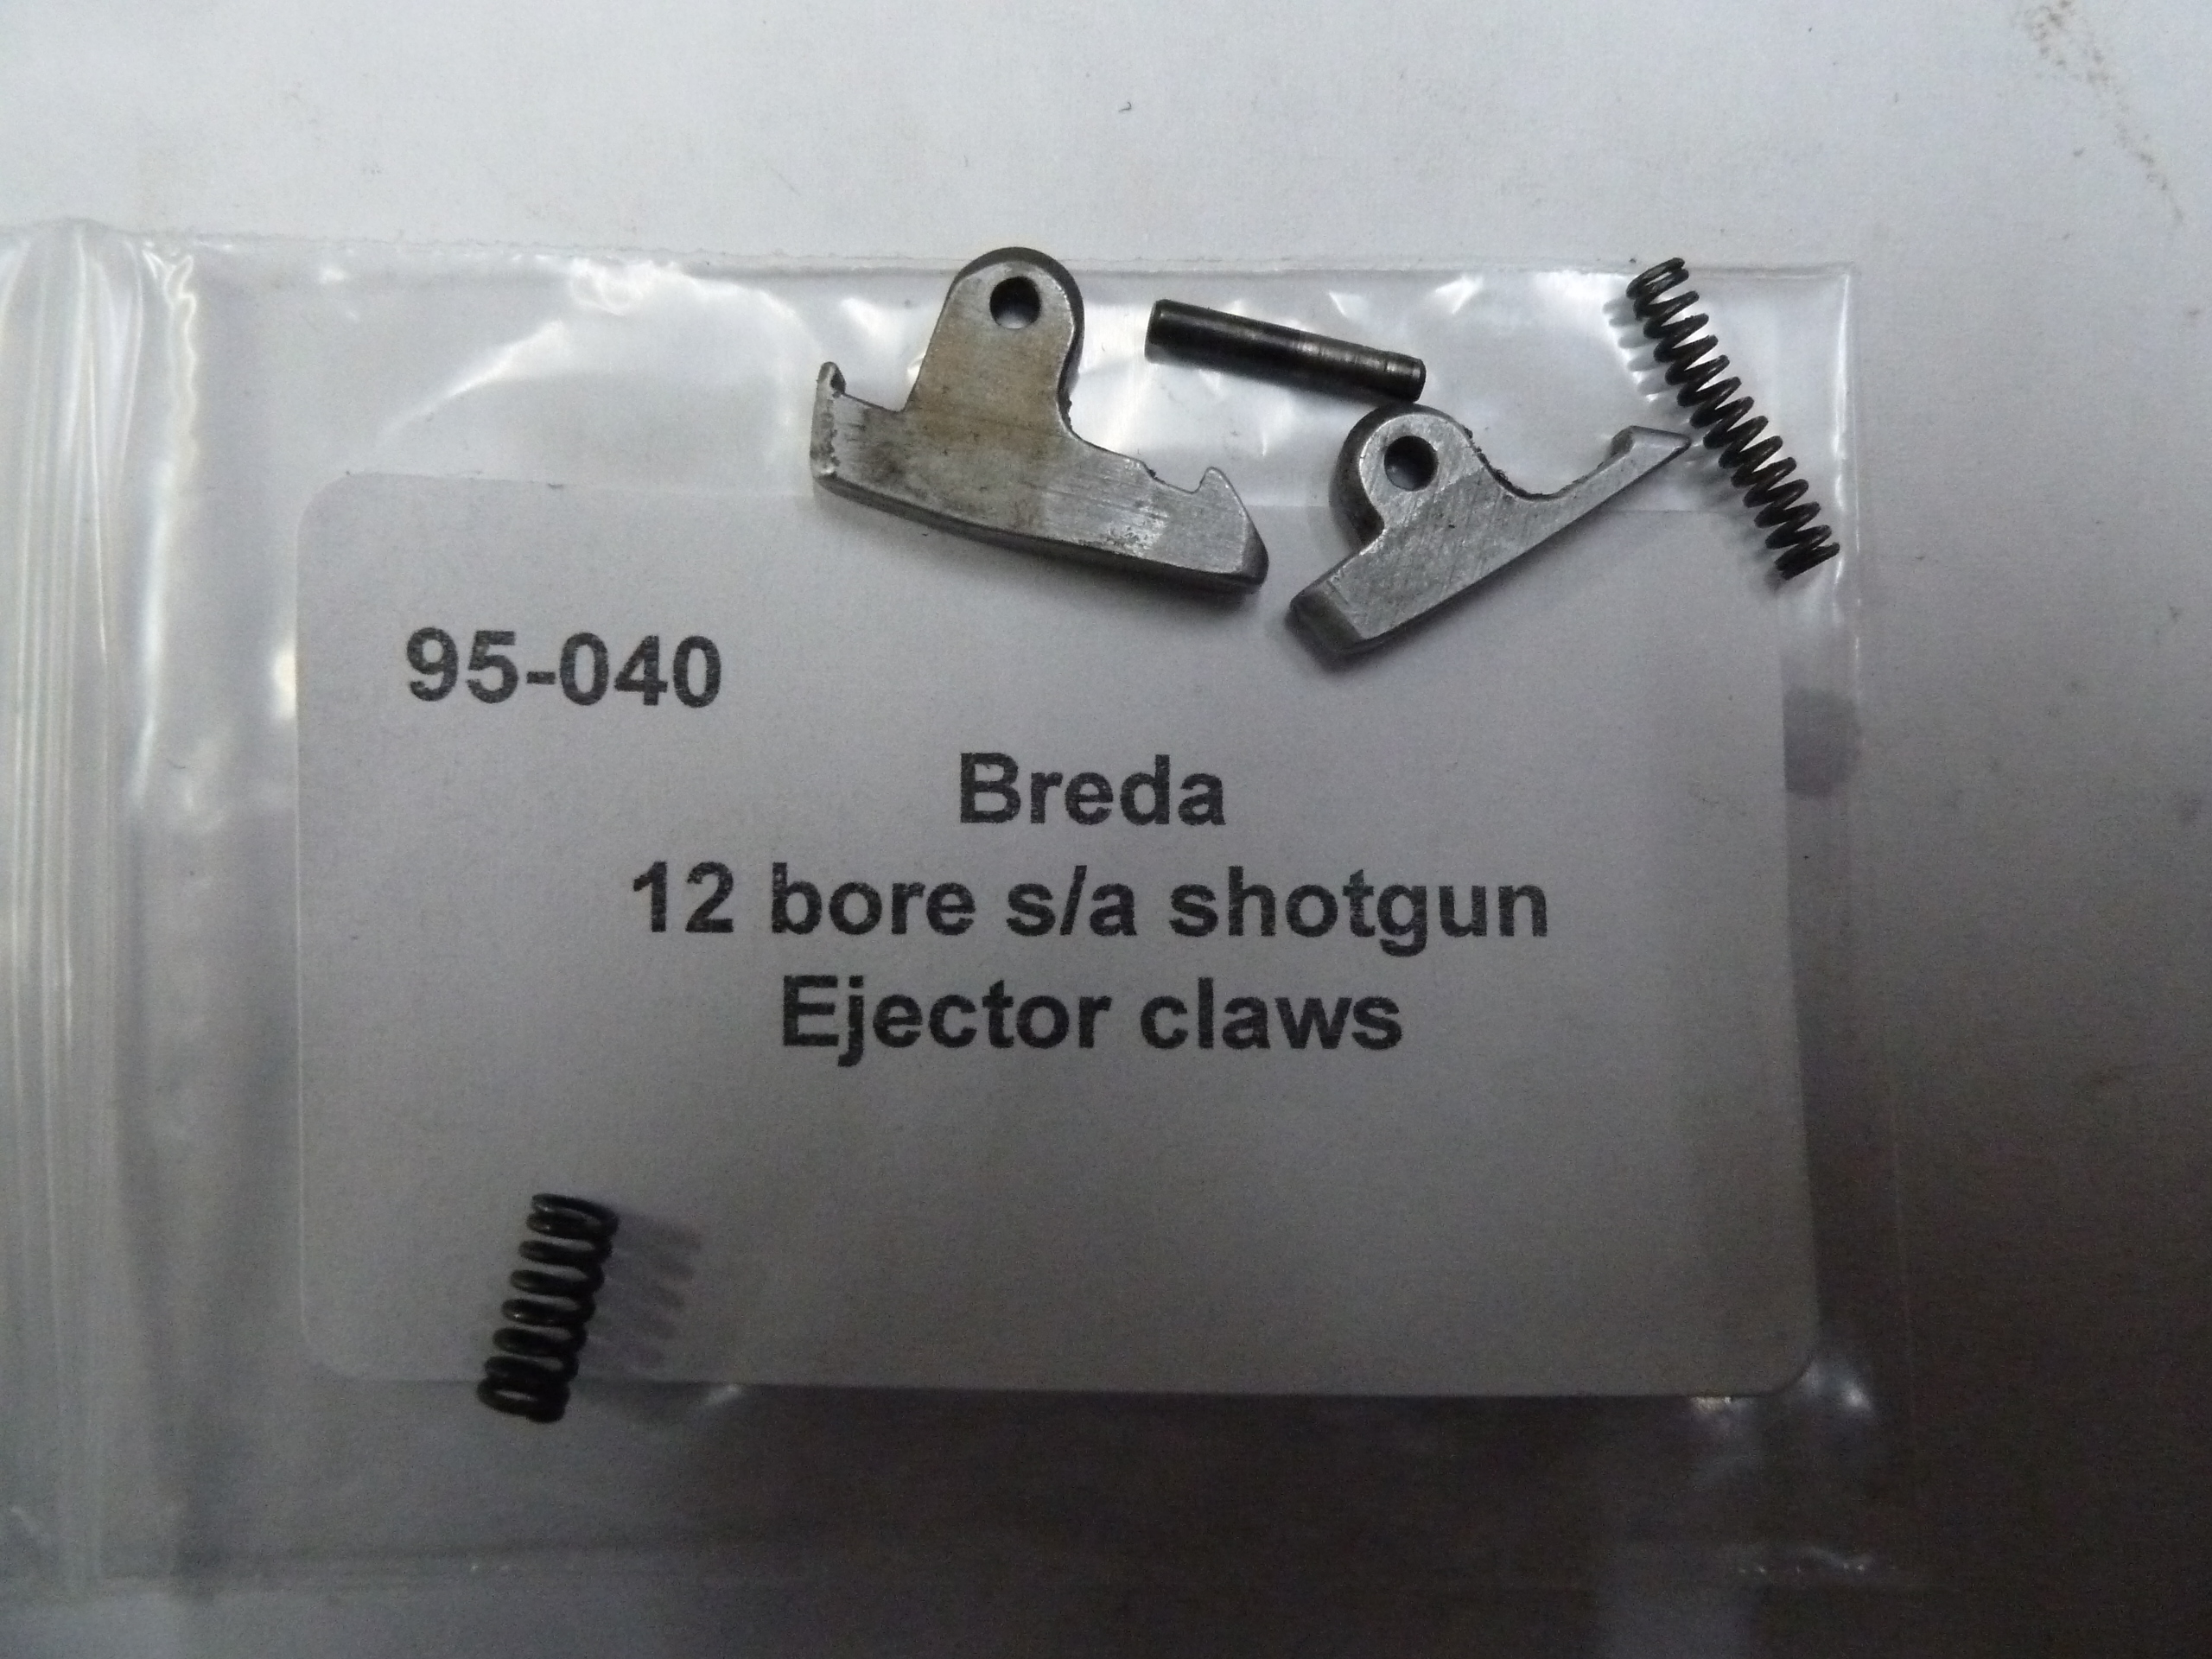 95-040
Breda
12 bore s/a shotgun
Ejector claws